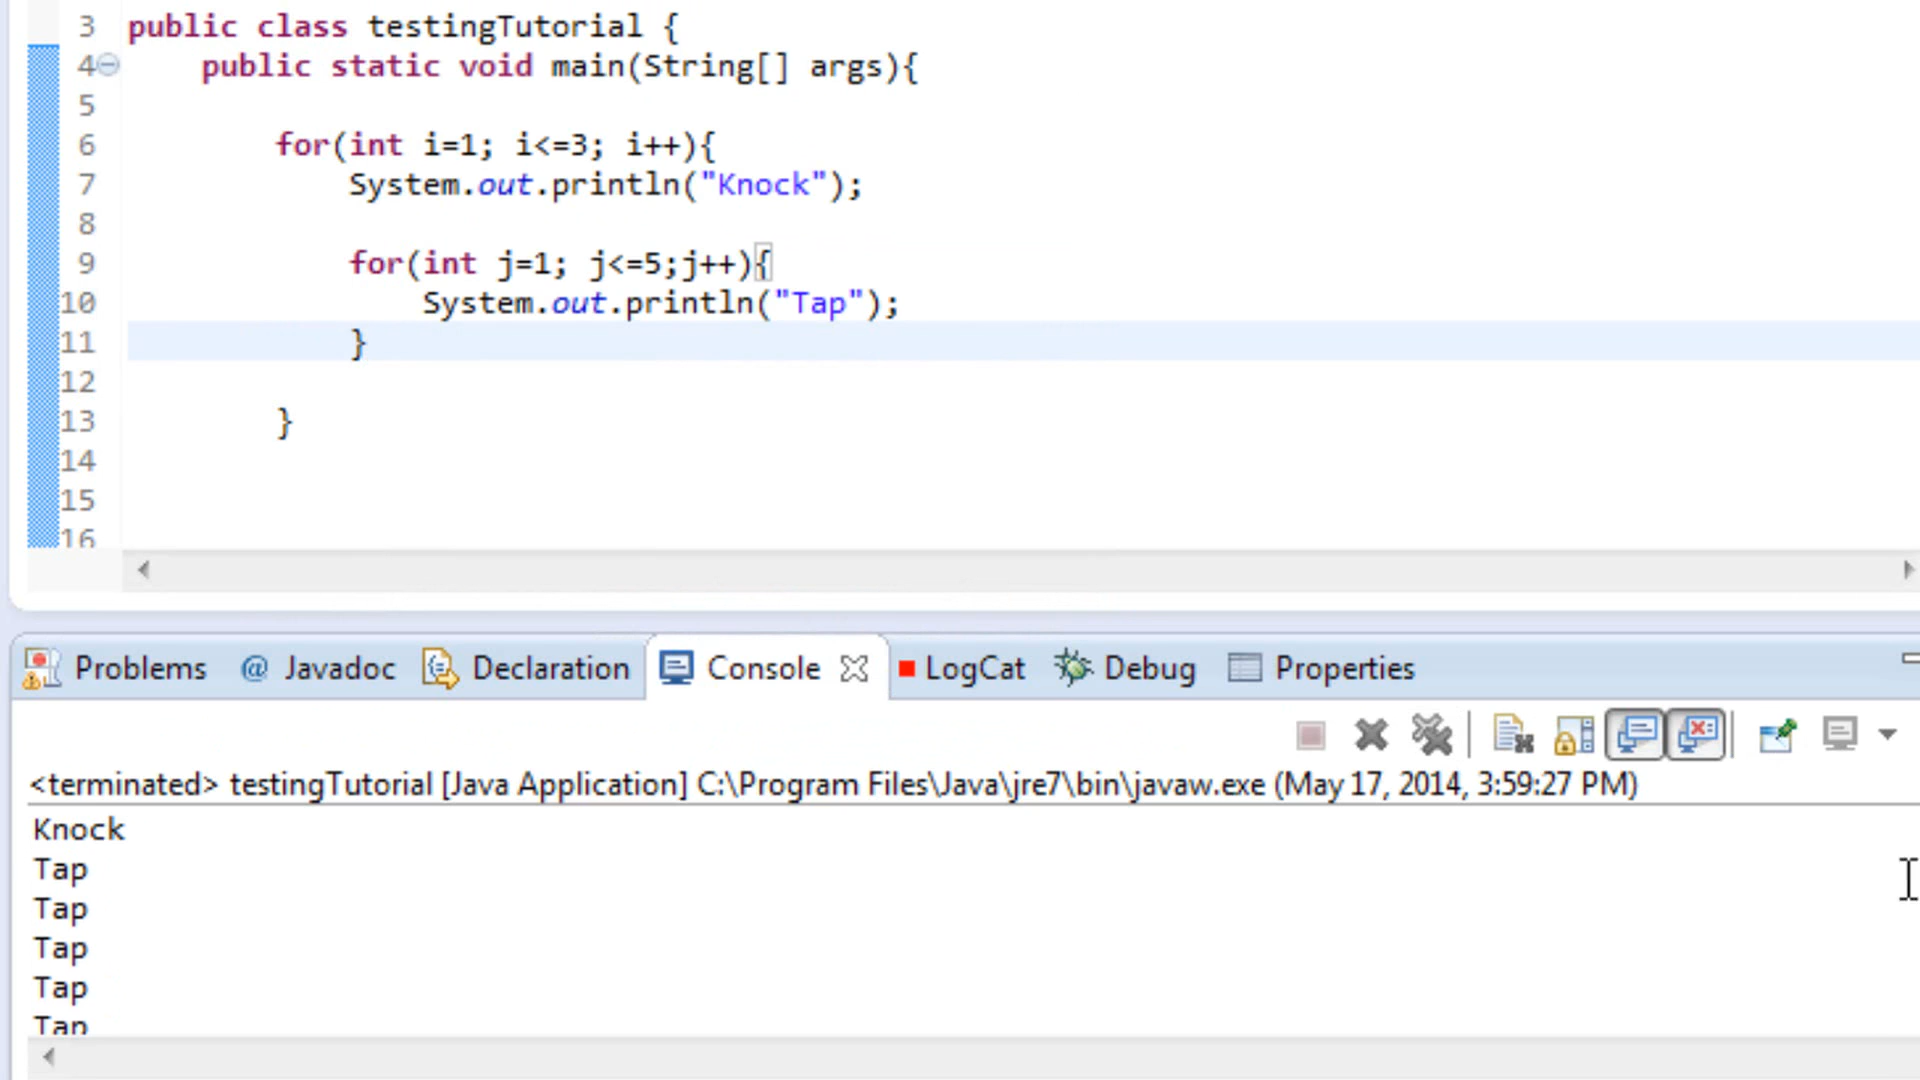 3 public class testingTutorial {
4 public static void main(String[] args){
5
6 for(int i=1; i<=3; i++){
7 System.out.println("Knock");
8
9 for(int j=1; j<=5;j++){
10 System.out.println("Tap");
11 }
12
13 }
14
15
16
Problems @ Javadoc Declaration Console LogCat Debug Properties
<terminated> testingTutorial [Java Application] C:\Program Files\Java\jre7\bin\javaw.exe (May 17, 2014, 3:59:27 PM)
Knock
Tap
Tap
Tap
Tap
Tap